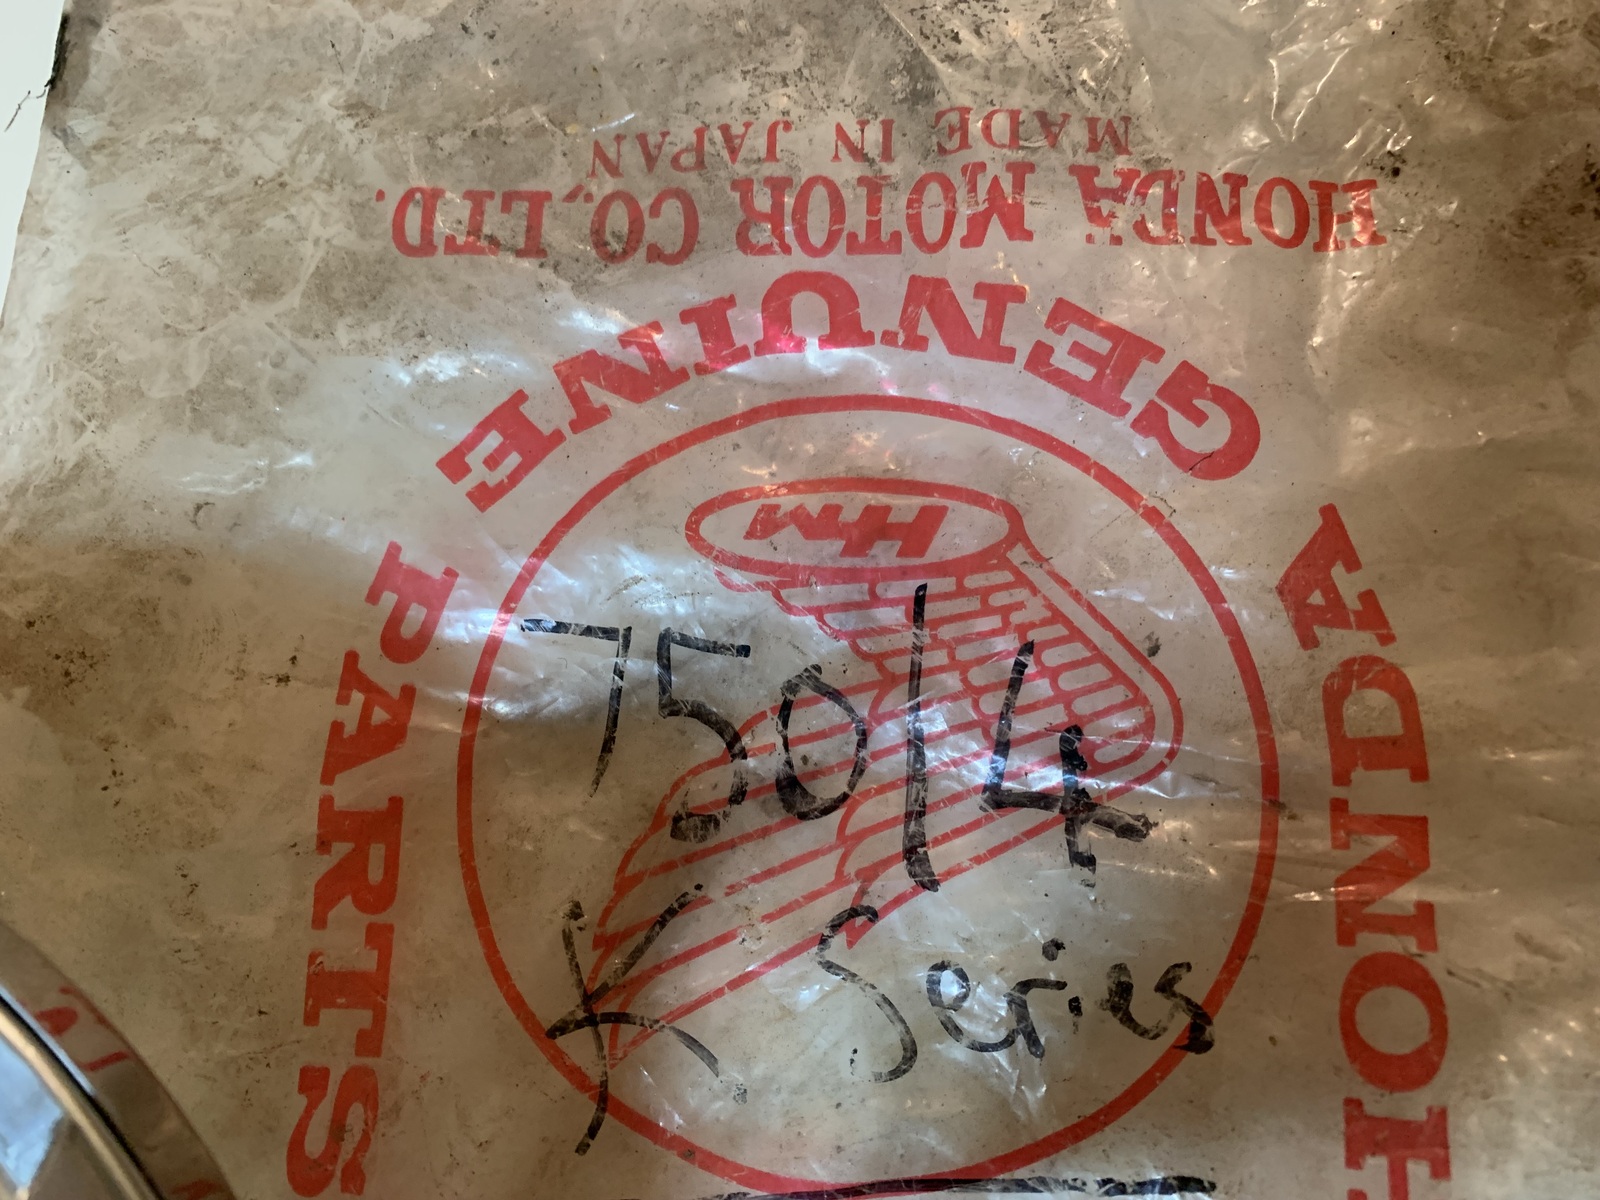 MADE IN JAPAN
HONDA MOTOR CO., LTD.
HONDA GENUINE PARTS
HM
750/4
K Series